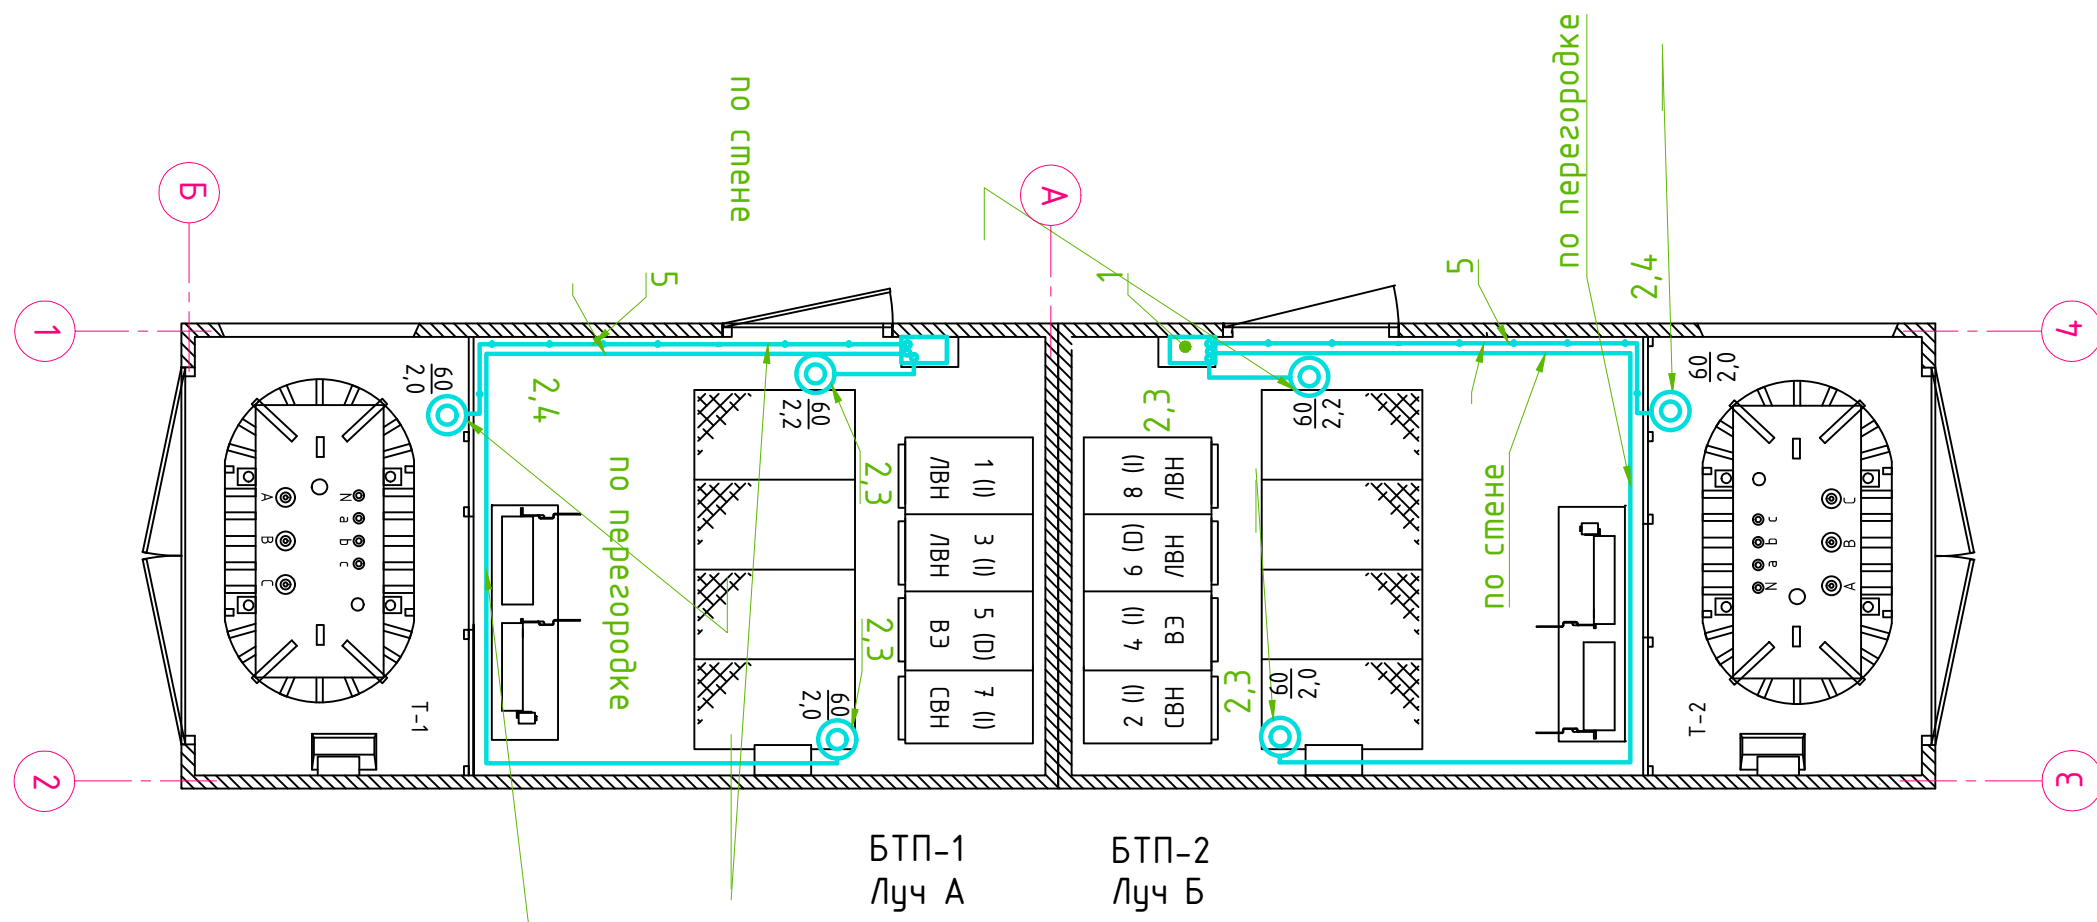 по стене
по перегородке
2,4
Б
А
5
1
5
1
4
60
2,0
2,4
60
2,2
2,3
2,3
60
2,2
60
2,0
по перегородке
2,3
ЛВН 1 (I)
ЛВН 3 (I)
ВЭ 5 (D)
СВН 7 (I)
8 (I) ЛВН
6 (D) ЛВН
4 (I) ВЭ
2 (I) СВН
по стене
A
B
C
N
a
b
c
c
b
a
N
C
B
A
60
2,0
60
2,0
2,3
Т-1
Т-2
2
3
БТП-1
Луч А
БТП-2
Луч Б